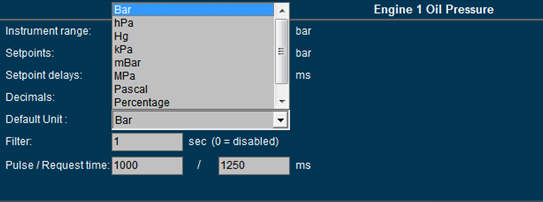 Engine 1 Oil Pressure
Bar
hPa
Hg
kPa
mBar
MPa
Pascal
Percentage
Instrument range: bar
Setpoints: bar
Setpoint delays: ms
Decimals:
Default Unit : Bar
Filter: 1 sec (0 = disabled)
Pulse / Request time: 1000 / 1250 ms